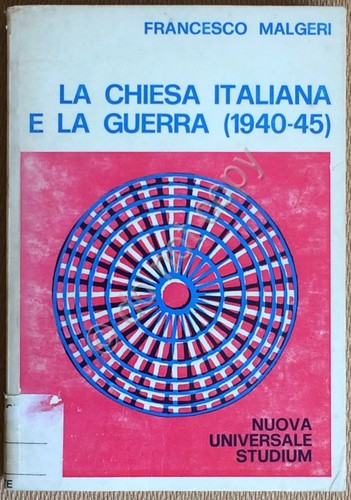 FRANCESCO MALGERI
LA CHIESA ITALIANA
E LA GUERRA (1940-45)
NUOVA
UNIVERSALE
STUDIUM
E